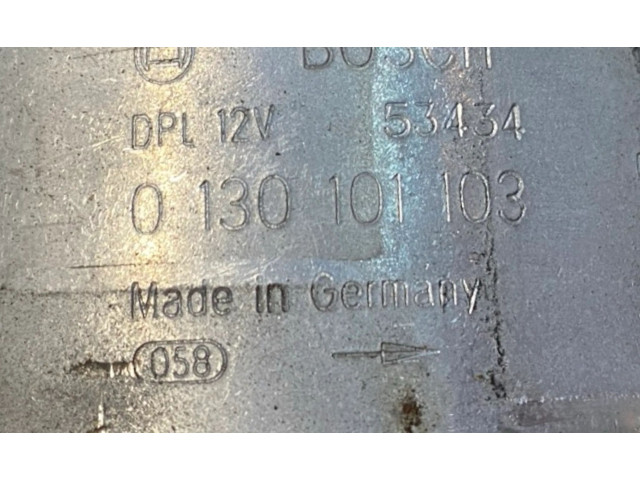 BOSCH
DPL 12V 53434
0 130 101 103
Made in Germany
058